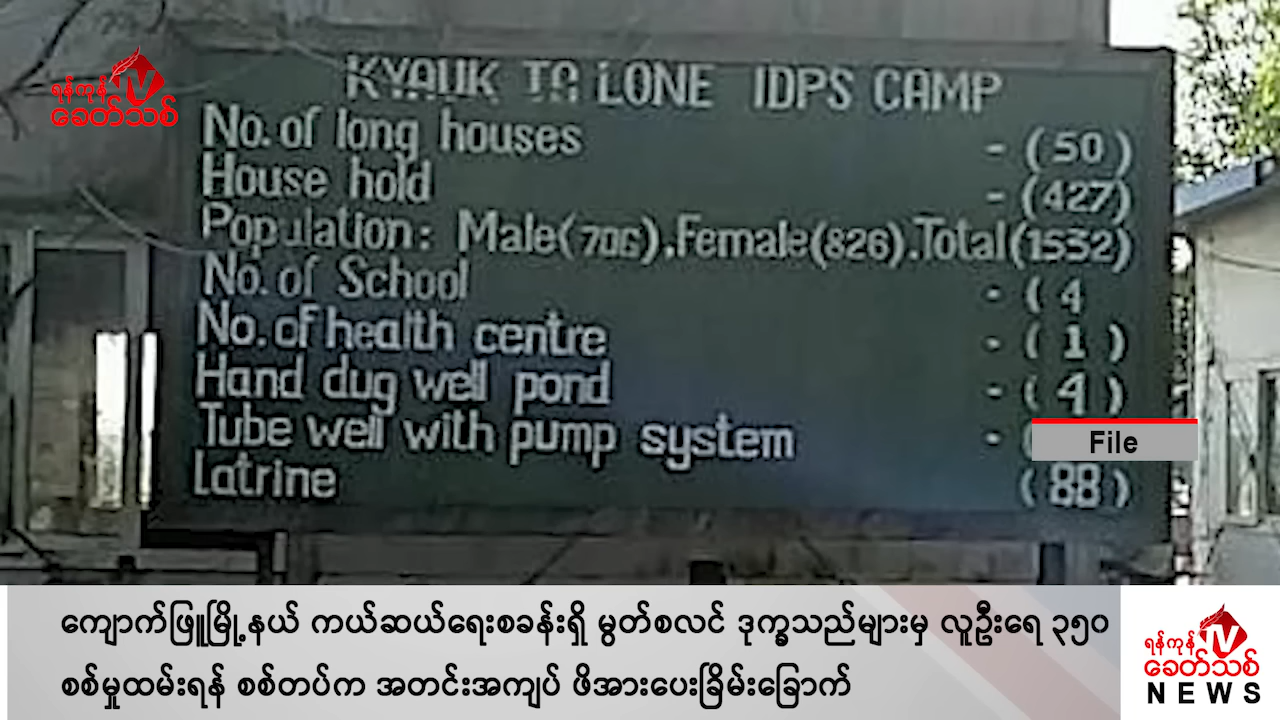 ရန်ကုန်
TV
ခေတ်သစ်
KYAUK TA LONE IDPS CAMP
No. of long houses - (50)
House hold - (427)
Population: Male(706).Female(826).Total(1532)
No. of School - ( 4
No. of health centre - ( 1 )
Hand dug well pond - ( 4 )
Tube well with pump system - (
File
Latrine (88)
ကျောက်ဖြူမြို့နယ် ကယ်ဆယ်ရေးစခန်းရှိ မွတ်စလင် ဒုက္ခသည်များမှ လူဦးရေ ၃၅၀
စစ်မှုထမ်းရန် စစ်တပ်က အတင်းအကျပ် ဖိအားပေးခြိမ်းခြောက်
ရန်ကုန်
TV
ခေတ်သစ်
NEWS